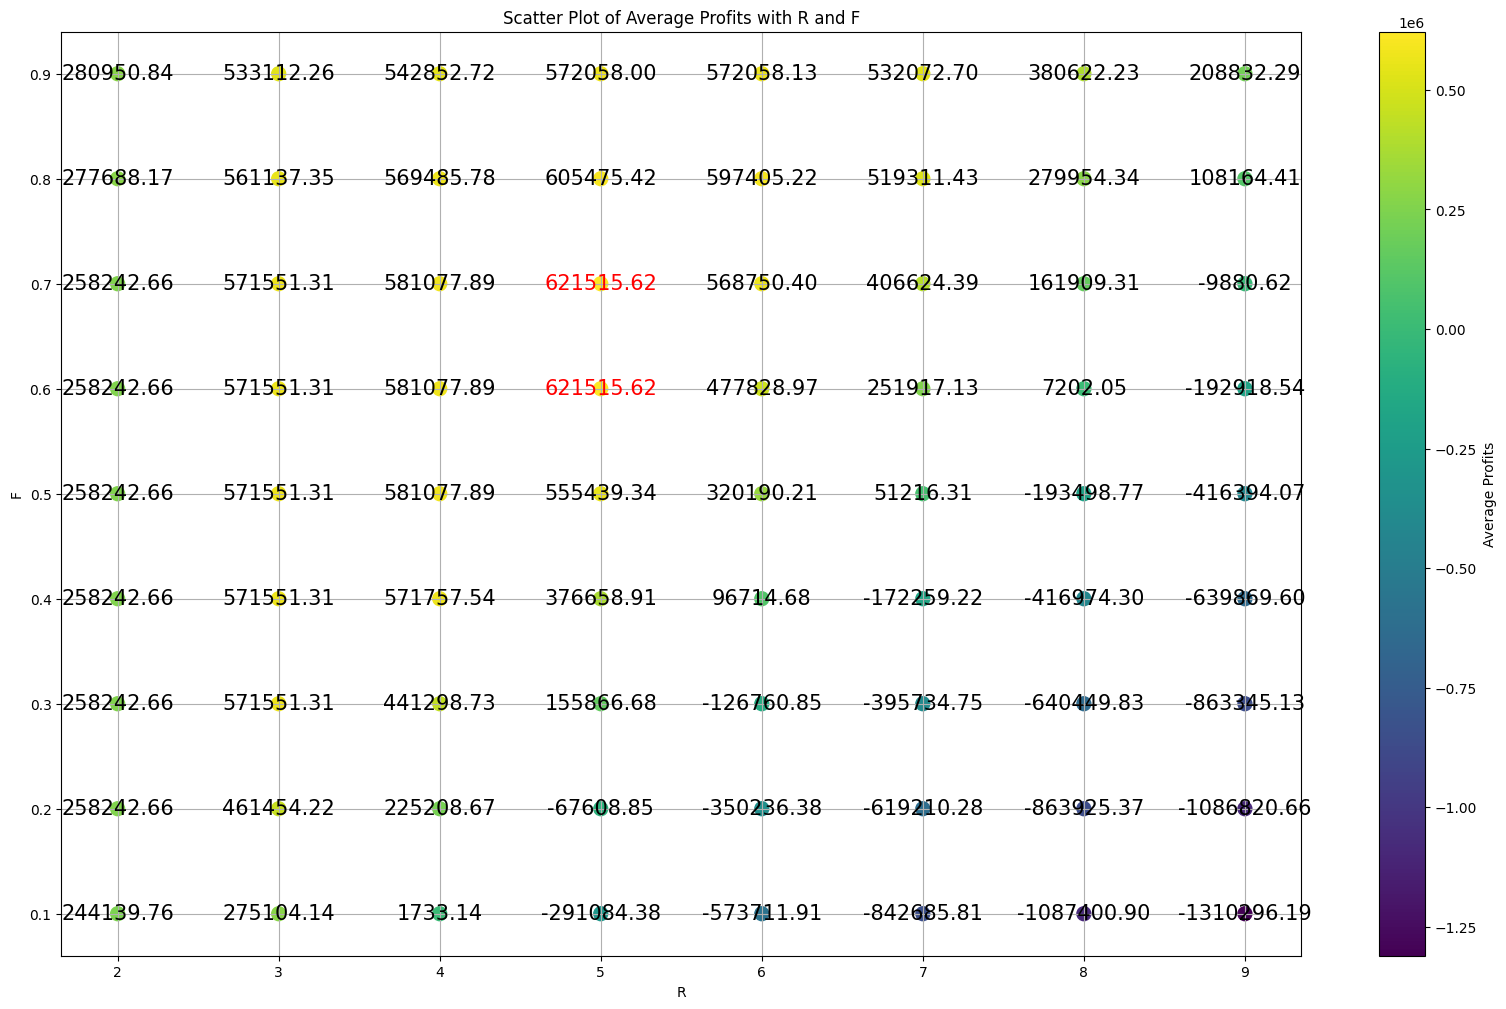 Scatter Plot of Average Profits with R and F
1e6
0.9 280950.84 533112.26 542852.72 572058.00 572058.13 532072.70 380622.23 208832.29
0.8 277688.17 561137.35 569485.78 605475.42 597405.22 519311.43 279954.34 108164.41
0.7 258242.66 571551.31 581077.89 621515.62 568750.40 406624.39 161909.31 -9880.62
0.6 258242.66 571551.31 581077.89 621515.62 477828.97 251917.13 7202.05 -192918.54
0.5 258242.66 571551.31 581077.89 555439.34 320190.21 51216.31 -193498.77 -416394.07
0.4 258242.66 571551.31 571757.54 376658.91 96714.68 -172259.22 -416974.30 -639869.60
0.3 258242.66 571551.31 441298.73 155866.68 -126760.85 -395734.75 -640449.83 -863345.13
0.2 258242.66 461454.22 225208.67 -67608.85 -350236.38 -619210.28 -863925.37 -1086820.66
0.1 244139.76 275104.14 1733.14 -291084.38 -573711.91 -842685.81 -1087400.90 -1310296.19
F
2 3 4 5 6 7 8 9
R
0.50
0.25
0.00
−0.25
−0.50
−0.75
−1.00
−1.25
Average Profits